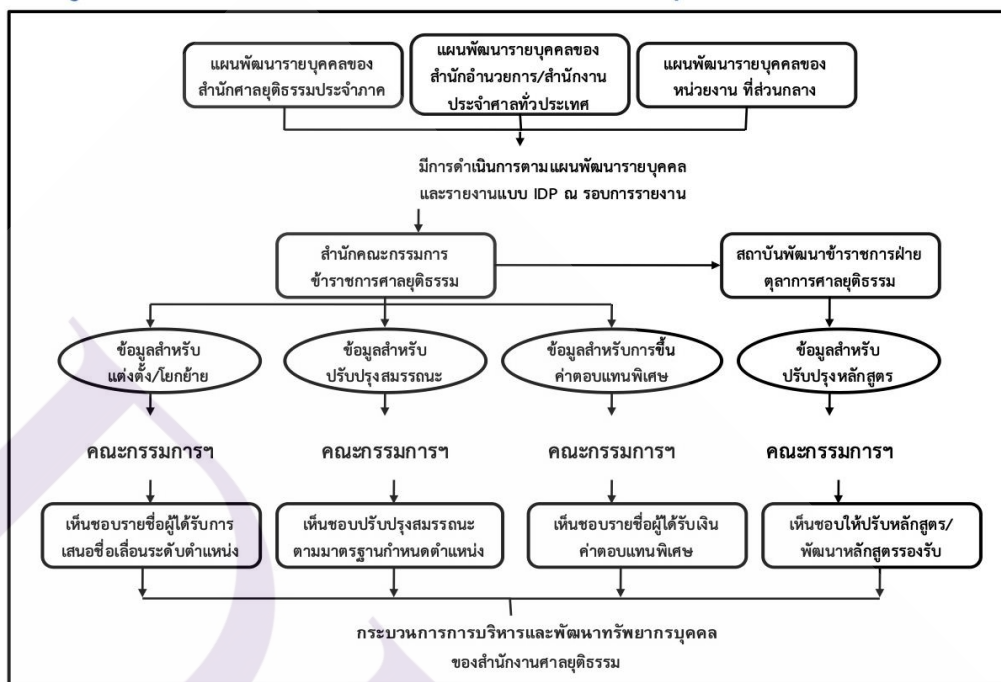 แผนพัฒนารายบุคคลของ
สำนักศาลยุติธรรมประจำภาค
แผนพัฒนารายบุคคลของ
สำนักอำนวยการ/สำนักงาน
ประจำศาลทั่วประเทศ
แผนพัฒนารายบุคคลของ
หน่วยงาน ที่ส่วนกลาง
มีการดำเนินการตามแผนพัฒนารายบุคคล
และรายงานแบบ IDP ณ รอบการรายงาน
สำนักคณะกรรมการ
ข้าราชการศาลยุติธรรม
สถาบันพัฒนาข้าราชการฝ่าย
ตุลาการศาลยุติธรรม
ข้อมูลสำหรับ
แต่งตั้ง/โยกย้าย
ข้อมูลสำหรับ
ปรับปรุงสมรรถนะ
ข้อมูลสำหรับการขึ้น
ค่าตอบแทนพิเศษ
ข้อมูลสำหรับ
ปรับปรุงหลักสูตร
คณะกรรมการฯ
คณะกรรมการฯ
คณะกรรมการฯ
คณะกรรมการฯ
เห็นชอบรายชื่อผู้ได้รับการ
เสนอชื่อเลื่อนระดับตำแหน่ง
เห็นชอบปรับปรุงสมรรถนะ
ตามมาตรฐานกำหนดตำแหน่ง
เห็นชอบรายชื่อผู้ได้รับเงิน
ค่าตอบแทนพิเศษ
เห็นชอบให้ปรับหลักสูตร/
พัฒนาหลักสูตรรองรับ
กระบวนการการบริหารและพัฒนาทรัพยากรบุคคล
ของสำนักงานศาลยุติธรรม